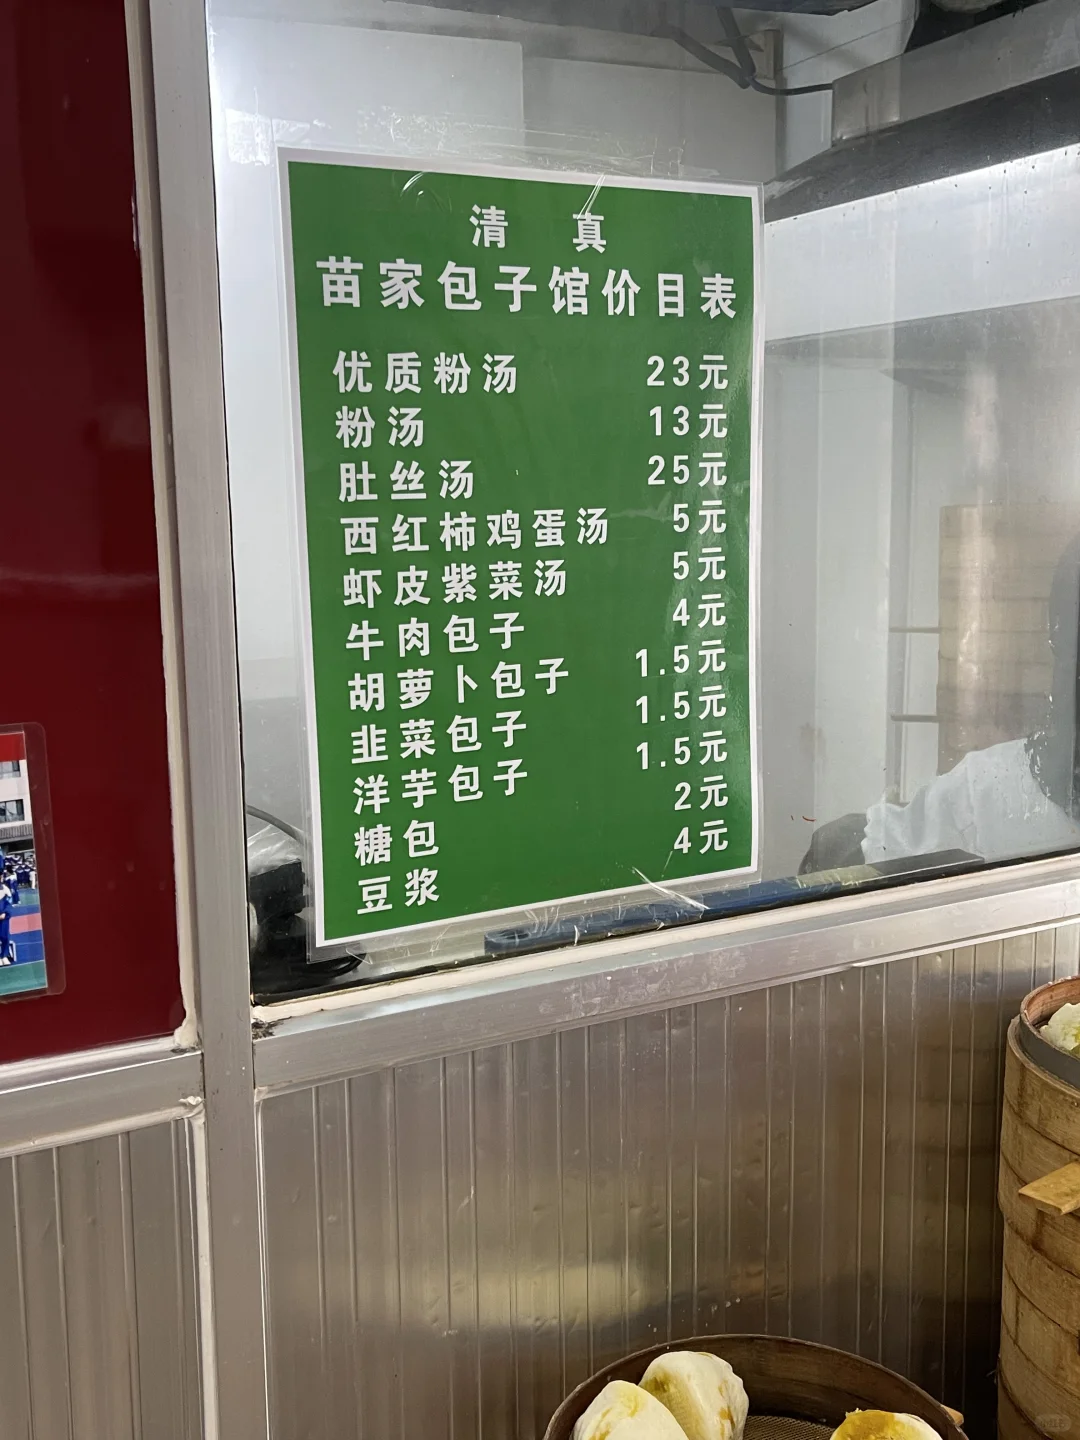 清 真
苗家包子馆价目表
优质粉汤 23元
粉汤 13元
肚丝汤 25元
西红柿鸡蛋汤 5元
虾皮紫菜汤 5元
牛肉包子 4元
胡萝卜包子 1.5元
韭菜包子 1.5元
洋芋包子 1.5元
糖包 2元
豆浆 4元